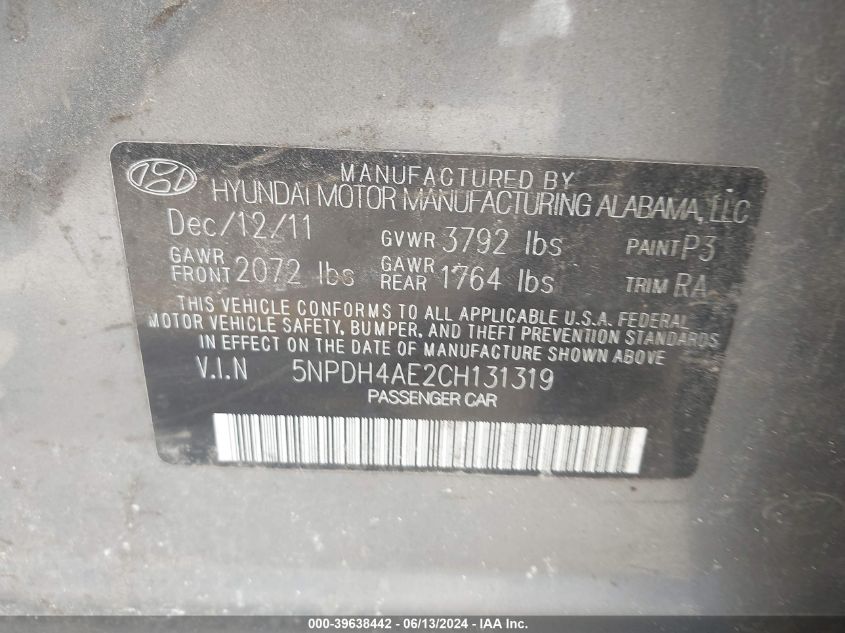 MANUFACTURED BY
HYUNDAI MOTOR MANUFACTURING ALABAMA, LLC
Dec/12/11 GVWR 3792 lbs PAINT P3
GAWR FRONT 2072 lbs GAWR REAR 1764 lbs TRIM RA
THIS VEHICLE CONFORMS TO ALL APPLICABLE U.S.A. FEDERAL
MOTOR VEHICLE SAFETY, BUMPER, AND THEFT PREVENTION STANDARDS
IN EFFECT ON THE DATE OF MANUFACTURE SHOWN ABOVE
V.I.N 5NPDH4AE2CH131319
PASSENGER CAR
000-39638442 - 06/13/2024 - IAA Inc.